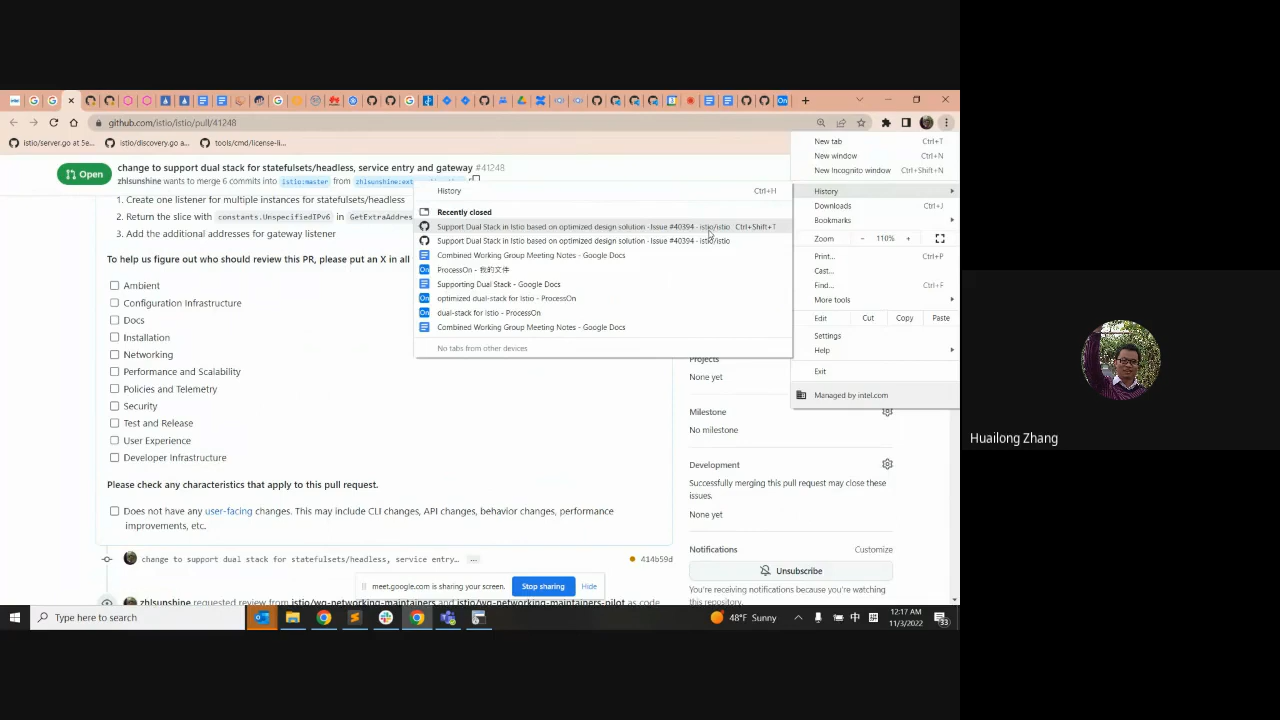 github.com/istio/istio/pull/41248
istio/server.go at 5e...
istio/discovery.go a...
tools/cmd/license-li...
Open
change to support dual stack for statefulsets/headless, service entry and gateway #41248
zhlsunshine wants to merge 6 commits into istio:master from
1. Create one listener for multiple instances for statefulsets/headless
2. Return the slice with constants.UnspecifiedIPv6 in GetExtraAddres
3. Add the additional addresses for gateway listener
To help us figure out who should review this PR, please put an X in all
Ambient
Configuration Infrastructure
Docs
Installation
Networking
Performance and Scalability
Policies and Telemetry
Security
Test and Release
User Experience
Developer Infrastructure
Please check any characteristics that apply to this pull request.
Does not have any user-facing changes. This may include CLI changes, API changes, behavior changes, performance
improvements, etc.
change to support dual stack for statefulsets/headless, service entry... ... 414b59d
zhlsunshine requested review from istio/wg-networking-maintainers and istio/wg-networking-maintainers-pilot as code
History Ctrl+H
Recently closed
Support Dual Stack in Istio based on optimized design solution · Issue #40394 · istio/istio Ctrl+Shift+T
Support Dual Stack in Istio based on optimized design solution · Issue #40394 · istio/istio
Combined Working Group Meeting Notes - Google Docs
ProcessOn - 我的文件
Supporting Dual Stack - Google Docs
optimized dual-stack for Istio - ProcessOn
dual-stack for istio - ProcessOn
Combined Working Group Meeting Notes - Google Docs
No tabs from other devices
New tab Ctrl+T
New window Ctrl+N
New Incognito window Ctrl+Shift+N
History
Downloads Ctrl+J
Bookmarks
Zoom - 110% +
Print... Ctrl+P
Cast...
Find... Ctrl+F
More tools
Edit Cut Copy Paste
Settings
Help
Exit
Managed by intel.com
Projects
None yet
Milestone
No milestone
Development
Successfully merging this pull request may close these
issues.
None yet
Notifications Customize
Unsubscribe
You're receiving notifications because you're watching
this repository.
meet.google.com is sharing your screen. Stop sharing Hide
Type here to search
48°F Sunny
中
12:17 AM
11/3/2022
33
Huailong Zhang